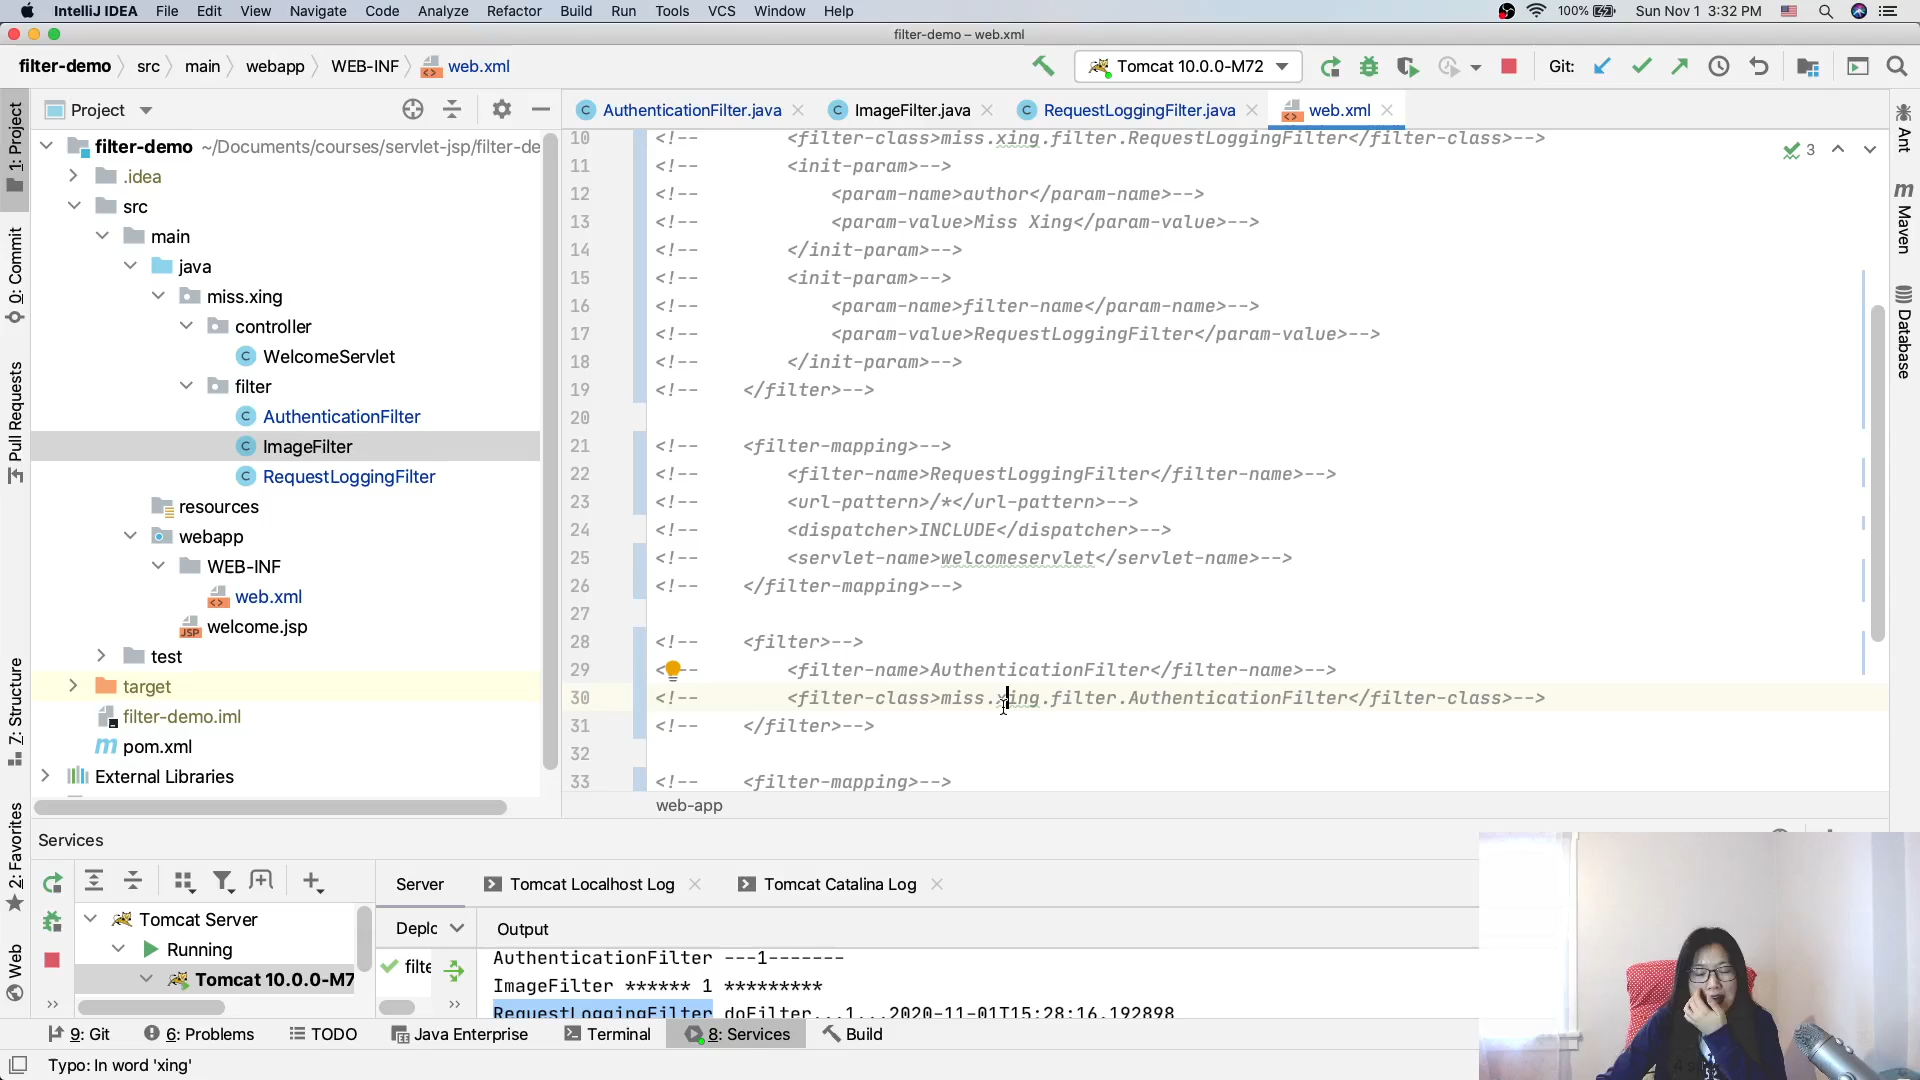 IntelliJ IDEA File Edit View Navigate Code Analyze Refactor Build Run Tools VCS Window Help 100% Sun Nov 1 3:32 PM
filter-demo – web.xml
filter-demo src main webapp WEB-INF web.xml Tomcat 10.0.0-M72 Git:
Project AuthenticationFilter.java ImageFilter.java RequestLoggingFilter.java web.xml
1: Project
0: Commit
Pull Requests
Z: Structure
2: Favorites
Web
Ant
Maven
Database
filter-demo ~/Documents/courses/servlet-jsp/filter-de
.idea
src
main
java
miss.xing
controller
WelcomeServlet
filter
AuthenticationFilter
ImageFilter
RequestLoggingFilter
resources
webapp
WEB-INF
web.xml
welcome.jsp
test
target
filter-demo.iml
pom.xml
External Libraries
3
10 <!-- <filter-class>miss.xing.filter.RequestLoggingFilter</filter-class>-->
11 <!-- <init-param>-->
12 <!-- <param-name>author</param-name>-->
13 <!-- <param-value>Miss Xing</param-value>-->
14 <!-- </init-param>-->
15 <!-- <init-param>-->
16 <!-- <param-name>filter-name</param-name>-->
17 <!-- <param-value>RequestLoggingFilter</param-value>-->
18 <!-- </init-param>-->
19 <!-- </filter>-->
20
21 <!-- <filter-mapping>-->
22 <!-- <filter-name>RequestLoggingFilter</filter-name>-->
23 <!-- <url-pattern>/*</url-pattern>-->
24 <!-- <dispatcher>INCLUDE</dispatcher>-->
25 <!-- <servlet-name>welcomeservlet</servlet-name>-->
26 <!-- </filter-mapping>-->
27
28 <!-- <filter>-->
29 <!-- <filter-name>AuthenticationFilter</filter-name>-->
30 <!-- <filter-class>miss.xing.filter.AuthenticationFilter</filter-class>-->
31 <!-- </filter>-->
32
33 <!-- <filter-mapping>-->
web-app
Services
Server Tomcat Localhost Log Tomcat Catalina Log
Tomcat Server
Running
Tomcat 10.0.0-M7
Deplo Output
filte
AuthenticationFilter ---1-------
ImageFilter ****** 1 *********
RequestLoggingFilter doFilter...1...2020-11-01T15:28:16.192898
9: Git 6: Problems TODO Java Enterprise Terminal 8: Services Build
Typo: In word 'xing'